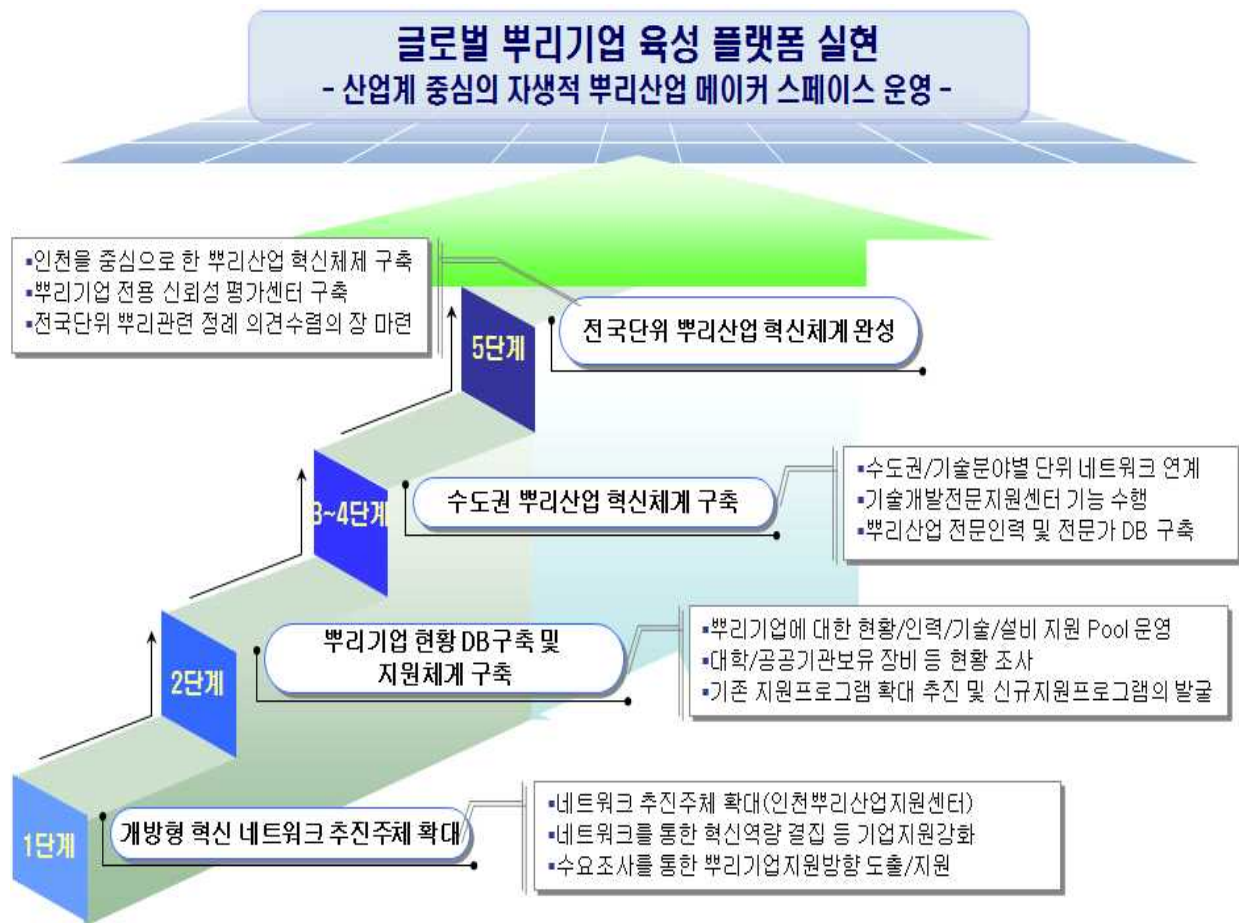 글로벌 뿌리기업 육성 플랫폼 실현
- 산업계 중심의 자생적 뿌리산업 메이커 스페이스 운영 -
▪인천을 중심으로 한 뿌리산업 혁신체제 구축
▪뿌리기업 전용 신뢰성 평가센터 구축
▪전국단위 뿌리관련 정례 의견수렴의 장 마련
5단계
전국단위 뿌리산업 혁신체계 완성
3~4단계
수도권 뿌리산업 혁신체계 구축
▪수도권/기술분야별 단위 네트워크 연계
▪기술개발전문지원센터 기능 수행
▪뿌리산업 전문인력 및 전문가 DB 구축
2단계
뿌리기업 현황 DB구축 및
지원체계 구축
▪뿌리기업에 대한 현황/인력/기술/설비 지원 Pool 운영
▪대학/공공기관보유 장비 등 현황 조사
▪기존 지원프로그램 확대 추진 및 신규지원프로그램의 발굴
1단계
개방형 혁신 네트워크 추진주체 확대
▪네트워크 추진주체 확대(인천뿌리산업지원센터)
▪네트워크를 통한 혁신역량 결집 등 기업지원강화
▪수요조사를 통한 뿌리기업지원방향 도출/지원